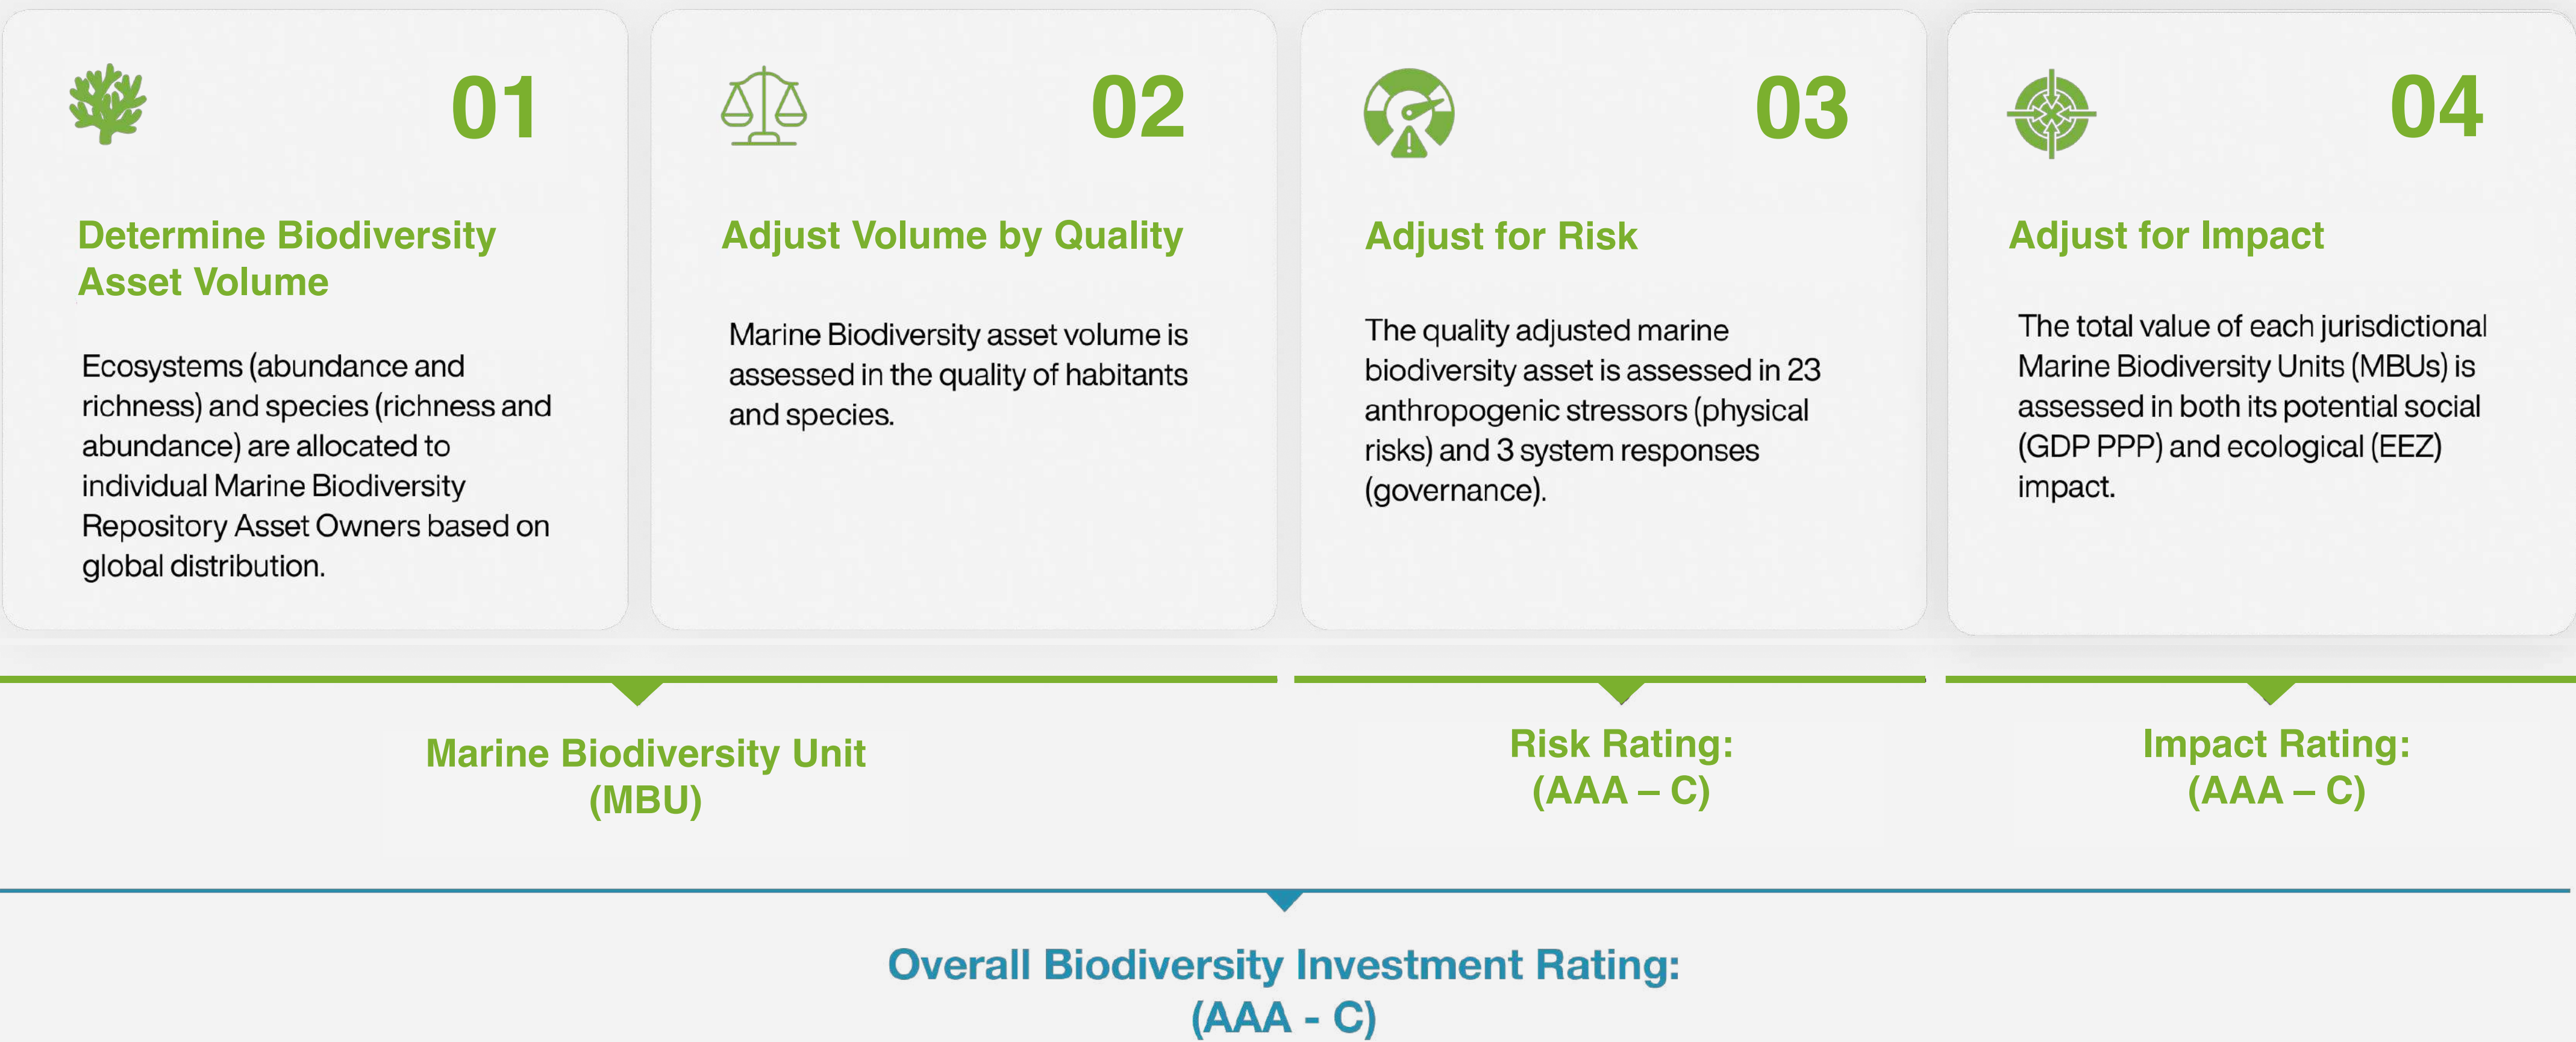 01
Determine Biodiversity
Asset Volume
Ecosystems (abundance and
richness) and species (richness and
abundance) are allocated to
individual Marine Biodiversity
Repository Asset Owners based on
global distribution.
02
Adjust Volume by Quality
Marine Biodiversity asset volume is
assessed in the quality of habitants
and species.
03
Adjust for Risk
The quality adjusted marine
biodiversity asset is assessed in 23
anthropogenic stressors (physical
risks) and 3 system responses
(governance).
04
Adjust for Impact
The total value of each jurisdictional
Marine Biodiversity Units (MBUs) is
assessed in both its potential social
(GDP PPP) and ecological (EEZ)
impact.
Marine Biodiversity Unit
(MBU)
Risk Rating:
(AAA – C)
Impact Rating:
(AAA – C)
Overall Biodiversity Investment Rating:
(AAA - C)